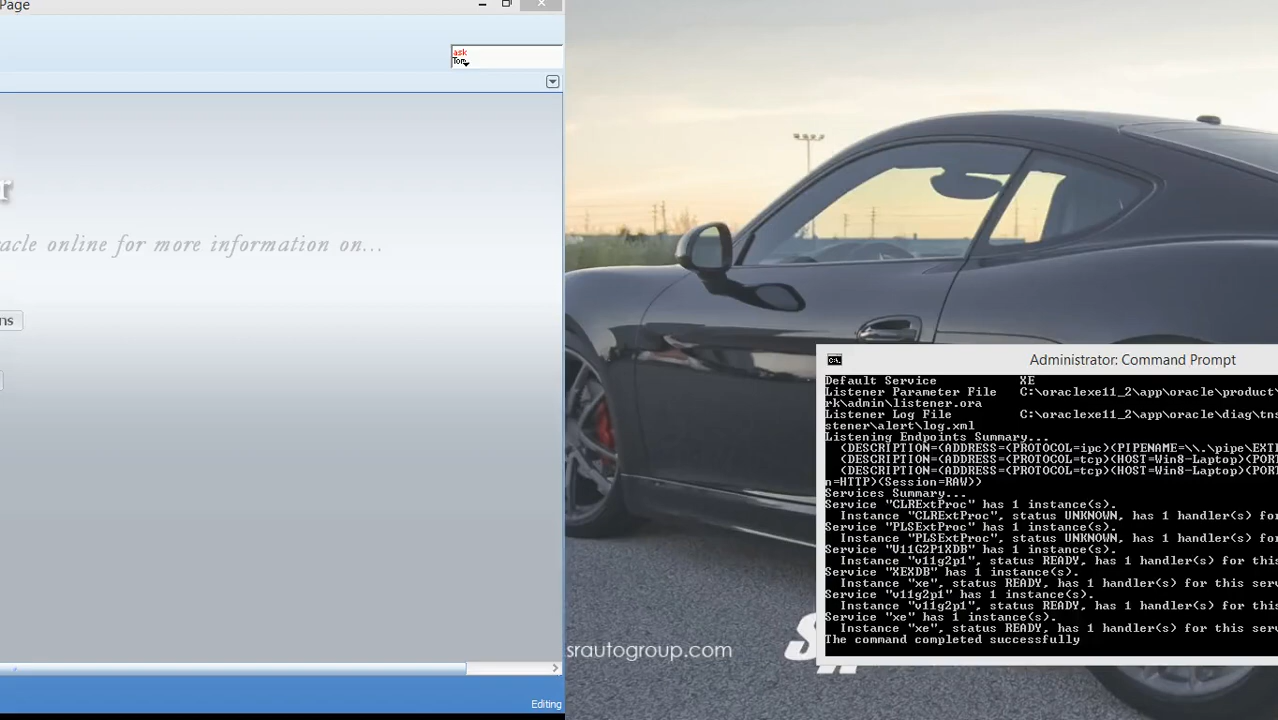 Page
ask
Tom
r
racle online for more information on...
ns
Editing
srautogroup.com
SR
Administrator: Command Prompt
Default Service           XE
Listener Parameter File   C:\oraclexe11_2\app\oracle\product\
rk\admin\listener.ora
Listener Log File         C:\oraclexe11_2\app\oracle\diag\tns
stener\alert\log.xml
Listening Endpoints Summary...
  (DESCRIPTION=(ADDRESS=(PROTOCOL=ipc)(PIPENAME=\\.\pipe\EXT
  (DESCRIPTION=(ADDRESS=(PROTOCOL=tcp)(HOST=Win8-Laptop)(POR
  (DESCRIPTION=(ADDRESS=(PROTOCOL=tcp)(HOST=Win8-Laptop)(POR
n=HTTP)(Session=RAW))
Services Summary...
Service "CLRExtProc" has 1 instance(s).
  Instance "CLRExtProc", status UNKNOWN, has 1 handler(s) fo
Service "PLSExtProc" has 1 instance(s).
  Instance "PLSExtProc", status UNKNOWN, has 1 handler(s) fo
Service "V11G2P1XDB" has 1 instance(s).
  Instance "v11g2p1", status READY, has 1 handler(s) for this
Service "XEXDB" has 1 instance(s).
  Instance "xe", status READY, has 1 handler(s) for this serv
Service "v11g2p1" has 1 instance(s).
  Instance "v11g2p1", status READY, has 1 handler(s) for this
Service "xe" has 1 instance(s).
  Instance "xe", status READY, has 1 handler(s) for this serv
The command completed successfully